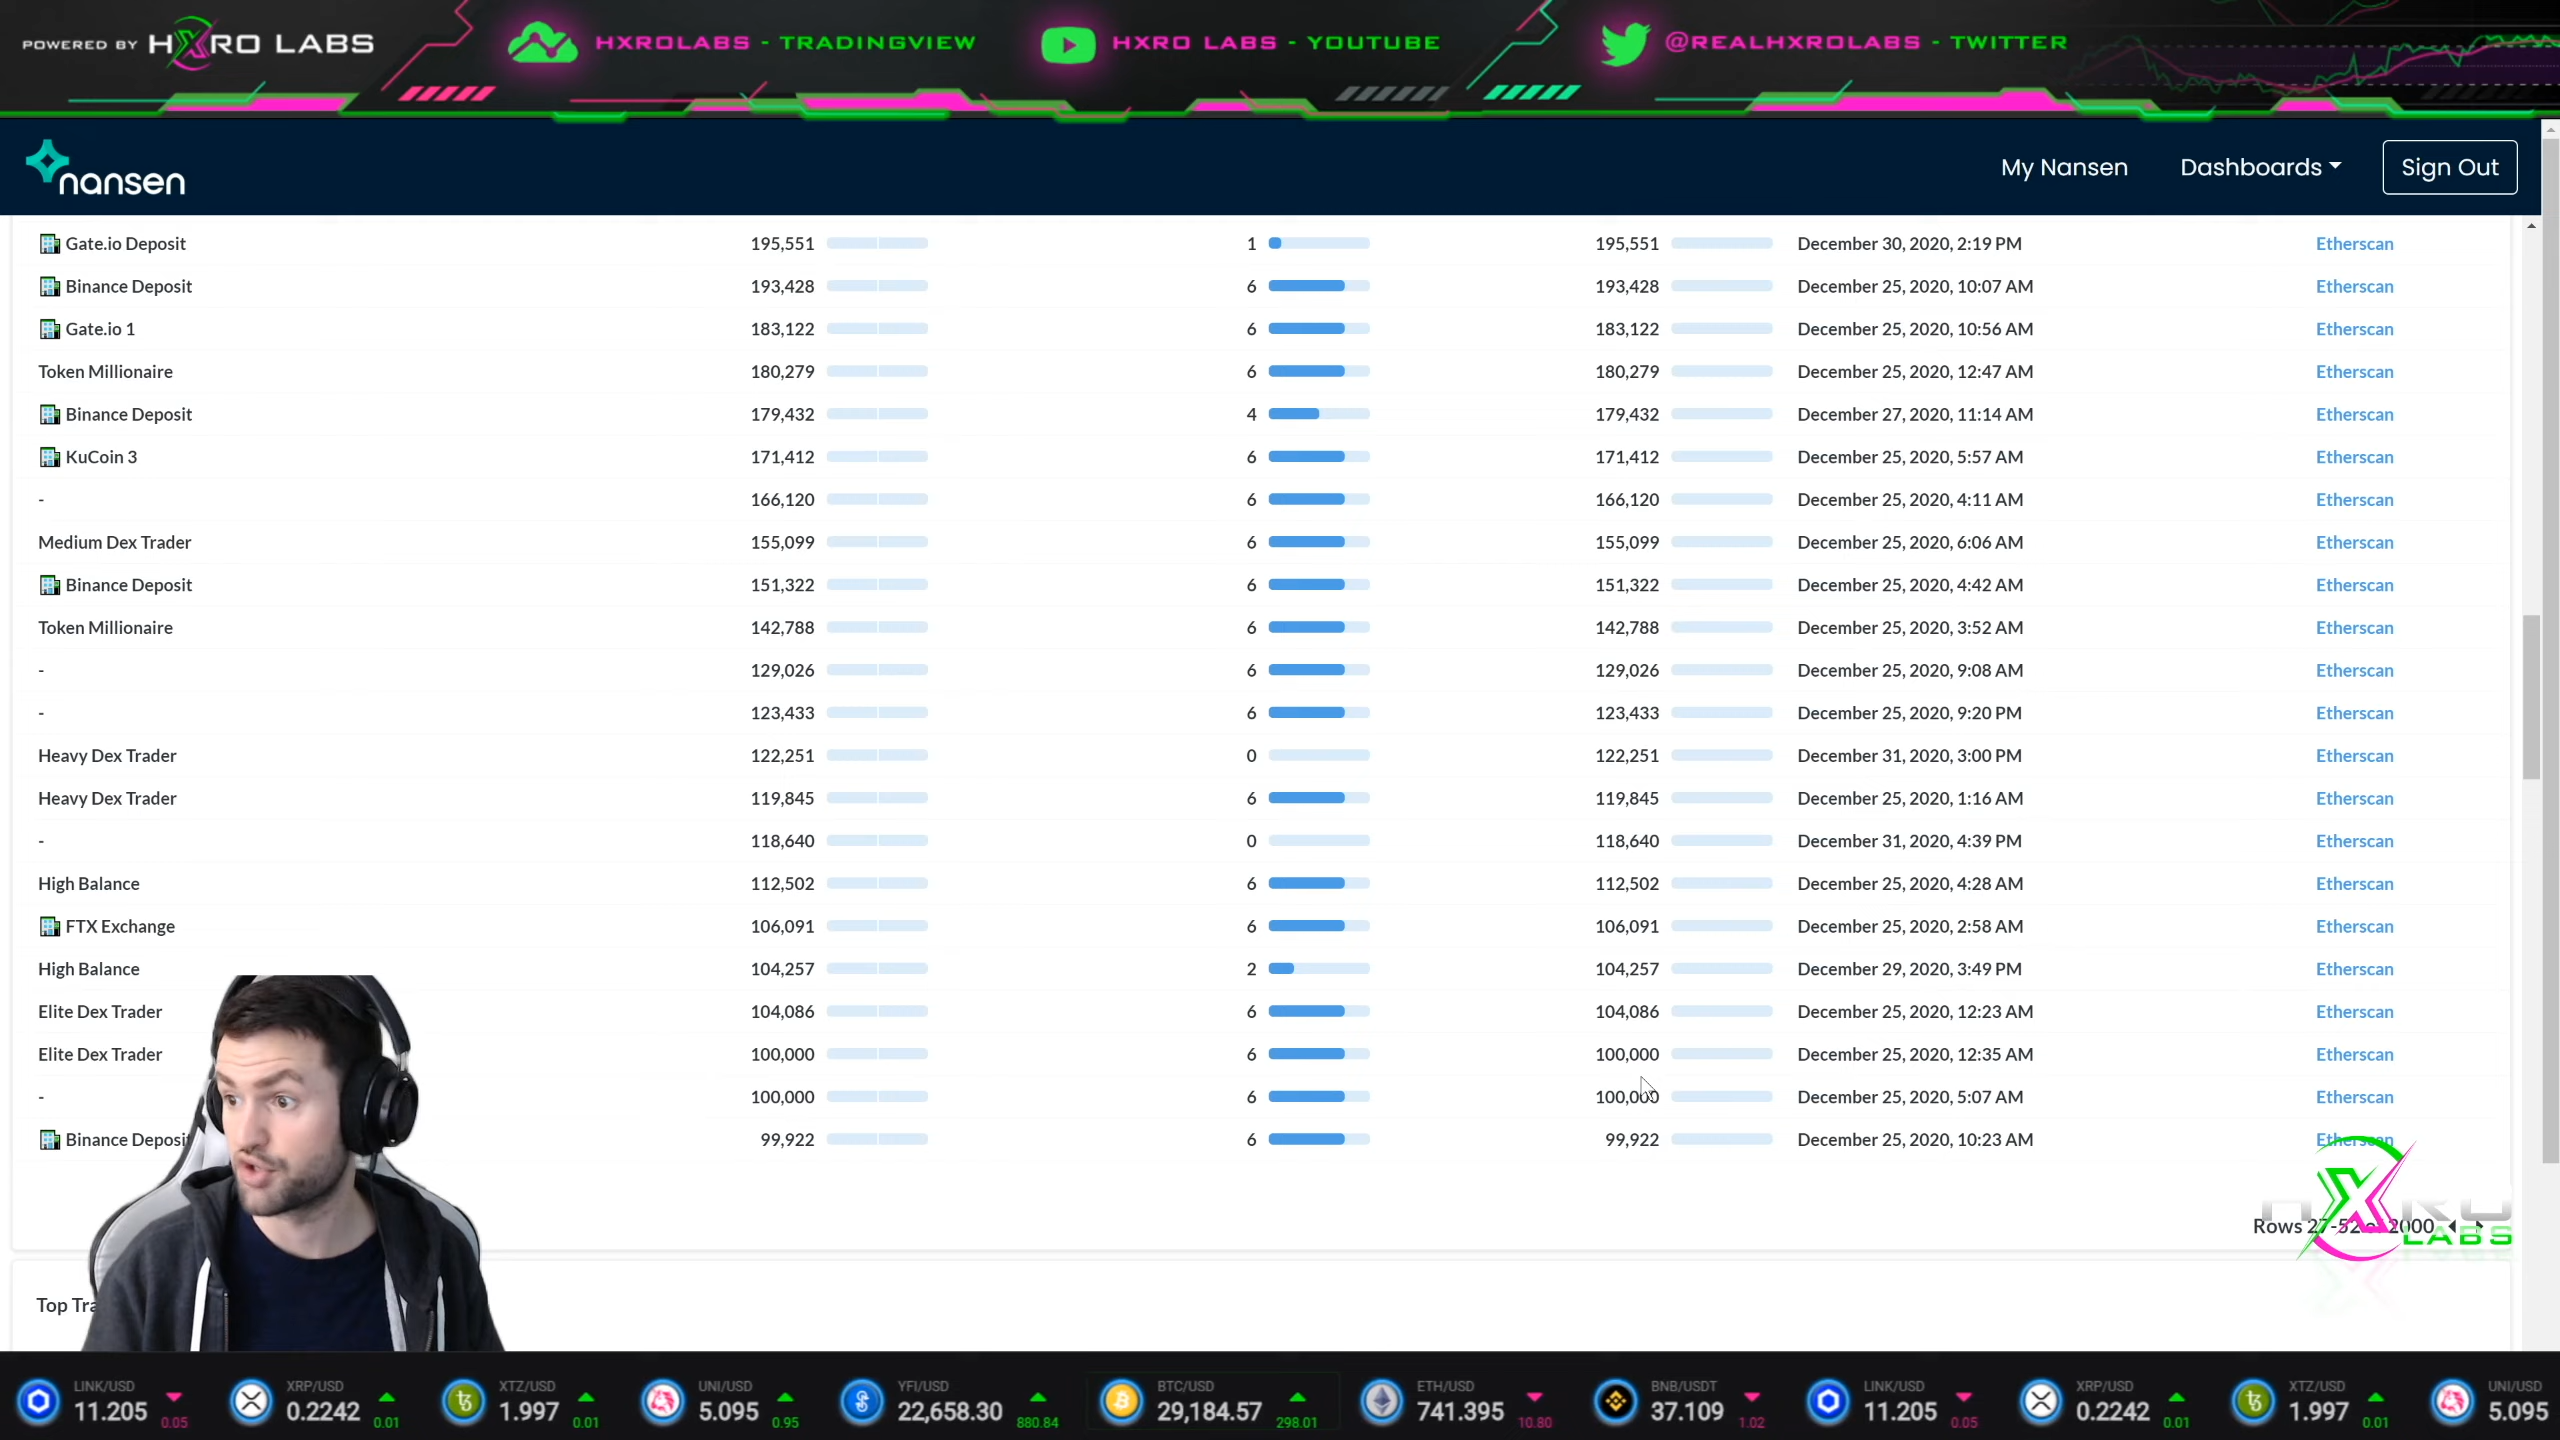 POWERED BY HXRO LABS
HXROLABS - TRADINGVIEW
HXRO LABS - YOUTUBE
@REALHXROLABS - TWITTER
nansen
My Nansen Dashboards Sign Out
Gate.io Deposit 195,551 1 195,551 December 30, 2020, 2:19 PM Etherscan
Binance Deposit 193,428 6 193,428 December 25, 2020, 10:07 AM Etherscan
Gate.io 1 183,122 6 183,122 December 25, 2020, 10:56 AM Etherscan
Token Millionaire 180,279 6 180,279 December 25, 2020, 12:47 AM Etherscan
Binance Deposit 179,432 4 179,432 December 27, 2020, 11:14 AM Etherscan
KuCoin 3 171,412 6 171,412 December 25, 2020, 5:57 AM Etherscan
- 166,120 6 166,120 December 25, 2020, 4:11 AM Etherscan
Medium Dex Trader 155,099 6 155,099 December 25, 2020, 6:06 AM Etherscan
Binance Deposit 151,322 6 151,322 December 25, 2020, 4:42 AM Etherscan
Token Millionaire 142,788 6 142,788 December 25, 2020, 3:52 AM Etherscan
- 129,026 6 129,026 December 25, 2020, 9:08 AM Etherscan
- 123,433 6 123,433 December 25, 2020, 9:20 PM Etherscan
Heavy Dex Trader 122,251 0 122,251 December 31, 2020, 3:00 PM Etherscan
Heavy Dex Trader 119,845 6 119,845 December 25, 2020, 1:16 AM Etherscan
- 118,640 0 118,640 December 31, 2020, 4:39 PM Etherscan
High Balance 112,502 6 112,502 December 25, 2020, 4:28 AM Etherscan
FTX Exchange 106,091 6 106,091 December 25, 2020, 2:58 AM Etherscan
High Balance 104,257 2 104,257 December 29, 2020, 3:49 PM Etherscan
Elite Dex Trader 104,086 6 104,086 December 25, 2020, 12:23 AM Etherscan
Elite Dex Trader 100,000 6 100,000 December 25, 2020, 12:35 AM Etherscan
- 100,000 6 100,000 December 25, 2020, 5:07 AM Etherscan
Binance Deposit 99,922 6 99,922 December 25, 2020, 10:23 AM Etherscan
Rows 27-52 of 2000
HXRO
LABS
Top Tra
LINK/USD XRP/USD XTZ/USD UNI/USD YFI/USD BTC/USD ETH/USD BNB/USDT LINK/USD XRP/USD XTZ/USD UNI/USD
11.205 0.05 0.2242 0.01 1.997 0.01 5.095 0.95 22,658.30 880.84 29,184.57 298.01 741.395 10.80 37.109 1.02 11.205 0.05 0.2242 0.01 1.997 0.01 5.095